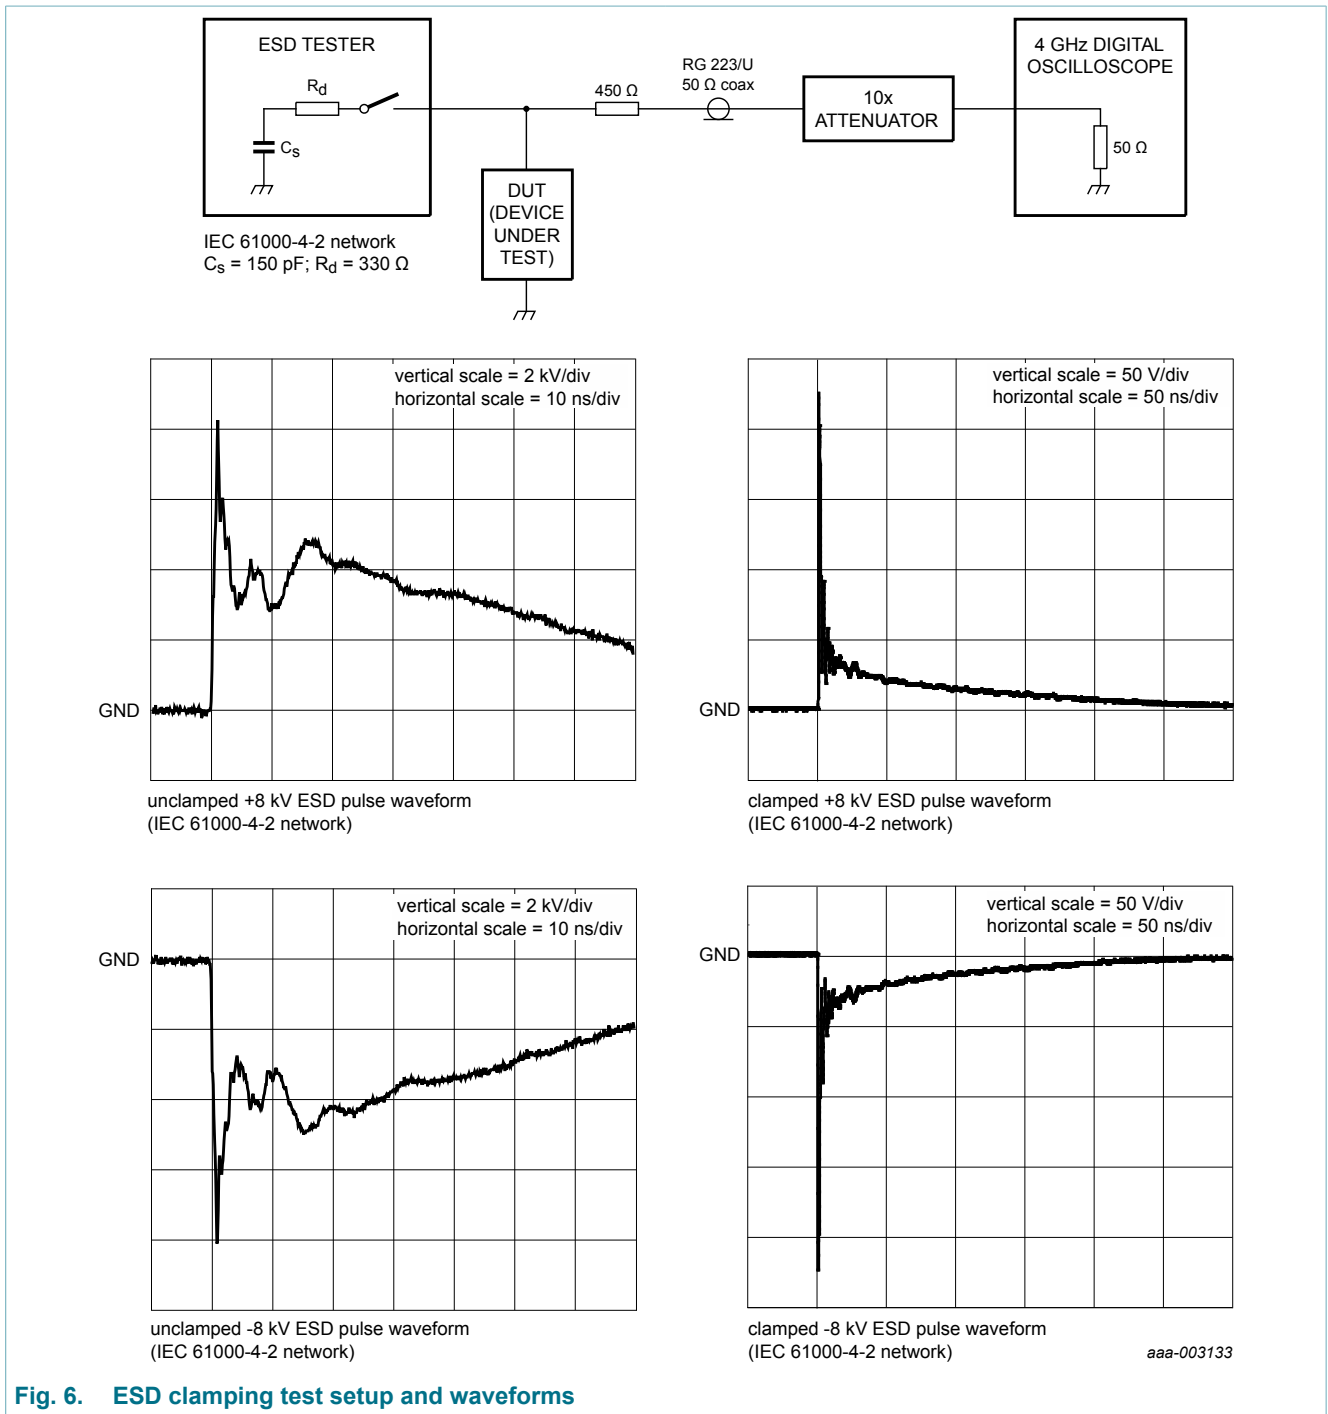 ESD TESTER
Rd
Cs
IEC 61000-4-2 network
Cs = 150 pF; Rd = 330 Ω
DUT
(DEVICE
UNDER
TEST)
450 Ω
RG 223/U
50 Ω coax
10x
ATTENUATOR
4 GHz DIGITAL
OSCILLOSCOPE
50 Ω
vertical scale = 2 kV/div
horizontal scale = 10 ns/div
GND
unclamped +8 kV ESD pulse waveform
(IEC 61000-4-2 network)
vertical scale = 50 V/div
horizontal scale = 50 ns/div
GND
clamped +8 kV ESD pulse waveform
(IEC 61000-4-2 network)
vertical scale = 2 kV/div
horizontal scale = 10 ns/div
GND
unclamped -8 kV ESD pulse waveform
(IEC 61000-4-2 network)
vertical scale = 50 V/div
horizontal scale = 50 ns/div
GND
clamped -8 kV ESD pulse waveform
(IEC 61000-4-2 network)
aaa-003133
Fig. 6. ESD clamping test setup and waveforms